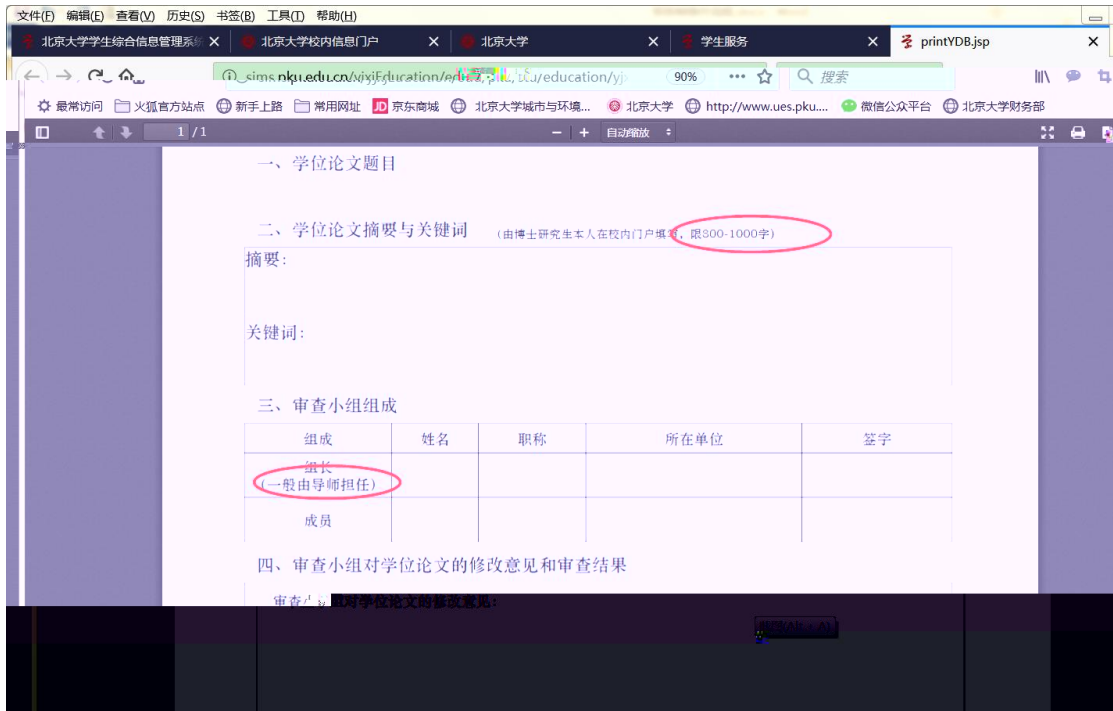 文件(F) 编辑(E) 查看(V) 历史(S) 书签(B) 工具(T) 帮助(H)
北京大学学生综合信息管理系统 北京大学校内信息门户 北京大学 学生服务 printYDB.jsp
90% 搜索
最常访问 火狐官方站点 新手上路 常用网址 JD 京东商城 北京大学城市与环境... 北京大学 http://www.ues.pku.... 微信公众平台 北京大学财务部
1 / 1 — + 自动缩放
一、学位论文题目
二、学位论文摘要与关键词 (由博士研究生本人在校内门户填写，限800-1000字)
摘要:
关键词:
三、审查小组组成
组成 姓名 职称 所在单位 签字
组长
(一般由导师担任)
成员
四、审查小组对学位论文的修改意见和审查结果
审查小组对学位论文的修改意见: